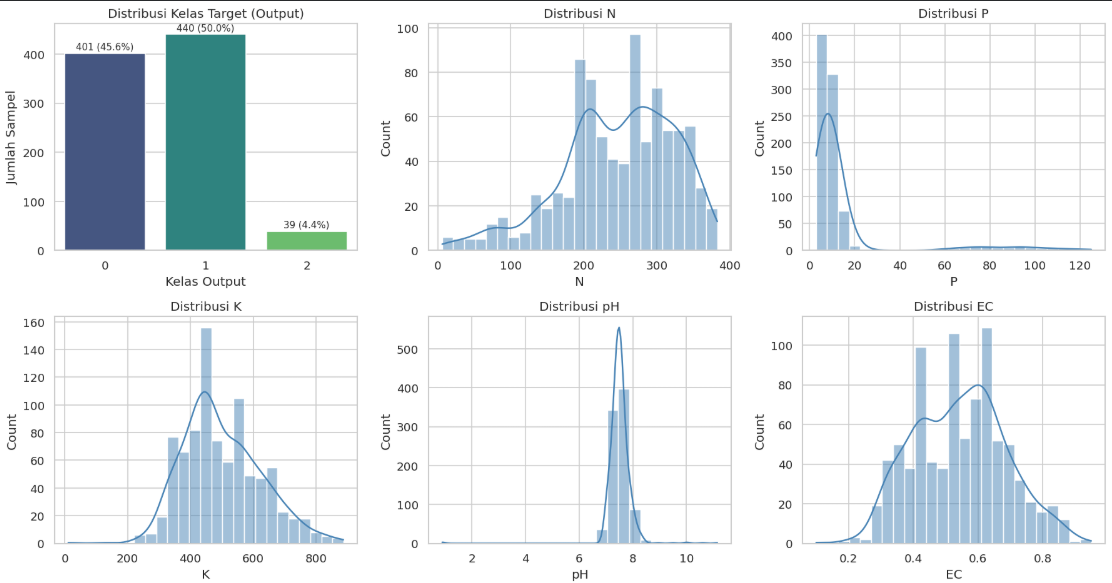 Distribusi Kelas Target (Output)
401 (45.6%)
440 (50.0%)
39 (4.4%)
400
300
200
100
0
Jumlah Sampel
0 1 2
Kelas Output
Distribusi N
100
80
60
40
20
0
Count
0 100 200 300 400
N
Distribusi P
400
350
300
250
200
150
100
50
0
Count
0 20 40 60 80 100 120
P
Distribusi K
160
140
120
100
80
60
40
20
0
Count
0 200 400 600 800
K
Distribusi pH
500
400
300
200
100
0
Count
2 4 6 8 10
pH
Distribusi EC
100
80
60
40
20
0
Count
0.2 0.4 0.6 0.8
EC